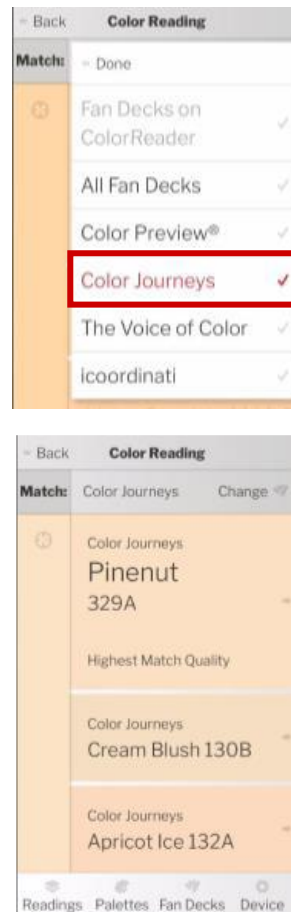 Back Color Reading
Match:
Done
Fan Decks on
ColorReader
All Fan Decks
Color Preview®
Color Journeys
The Voice of Color
icoordinati
Back Color Reading
Match: Color Journeys Change
Color Journeys
Pinenut
329A
Highest Match Quality
Color Journeys
Cream Blush 130B
Color Journeys
Apricot Ice 132A
Readings Palettes Fan Decks Device